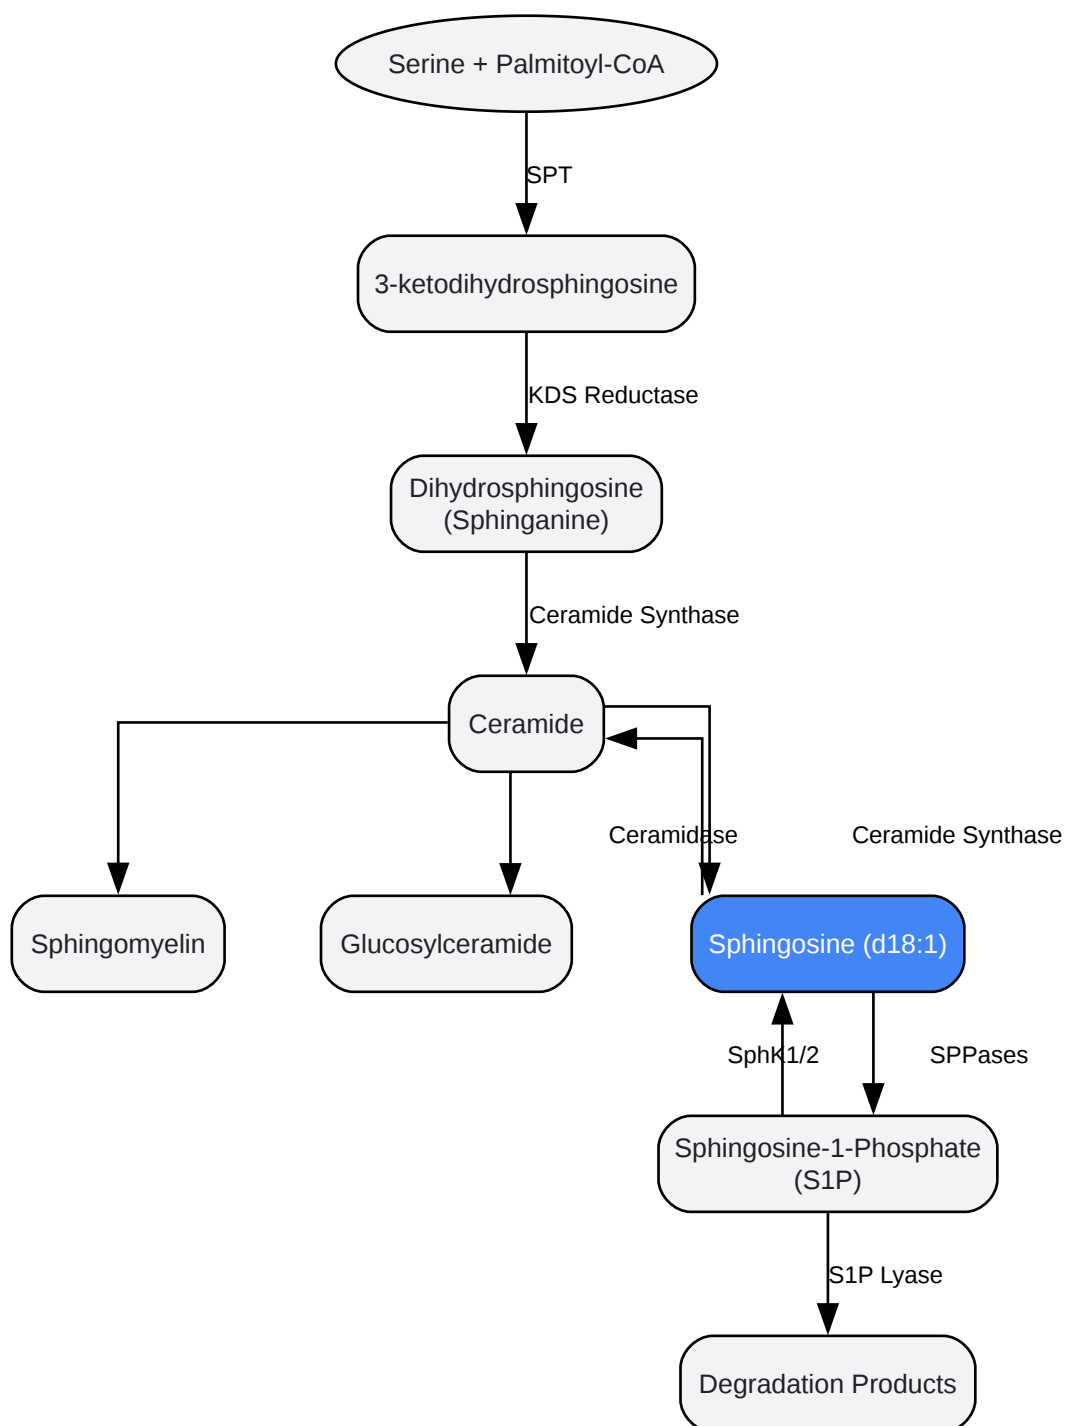 Serine + Palmitoyl-CoA
SPT
3-ketodihydrosphingosine
KDS Reductase
Dihydrosphingosine
(Sphinganine)
Ceramide Synthase
Ceramide
Ceramidase
Ceramide Synthase
Sphingomyelin
Glucosylceramide
Sphingosine (d18:1)
SphK1/2
SPPases
Sphingosine-1-Phosphate
(S1P)
S1P Lyase
Degradation Products